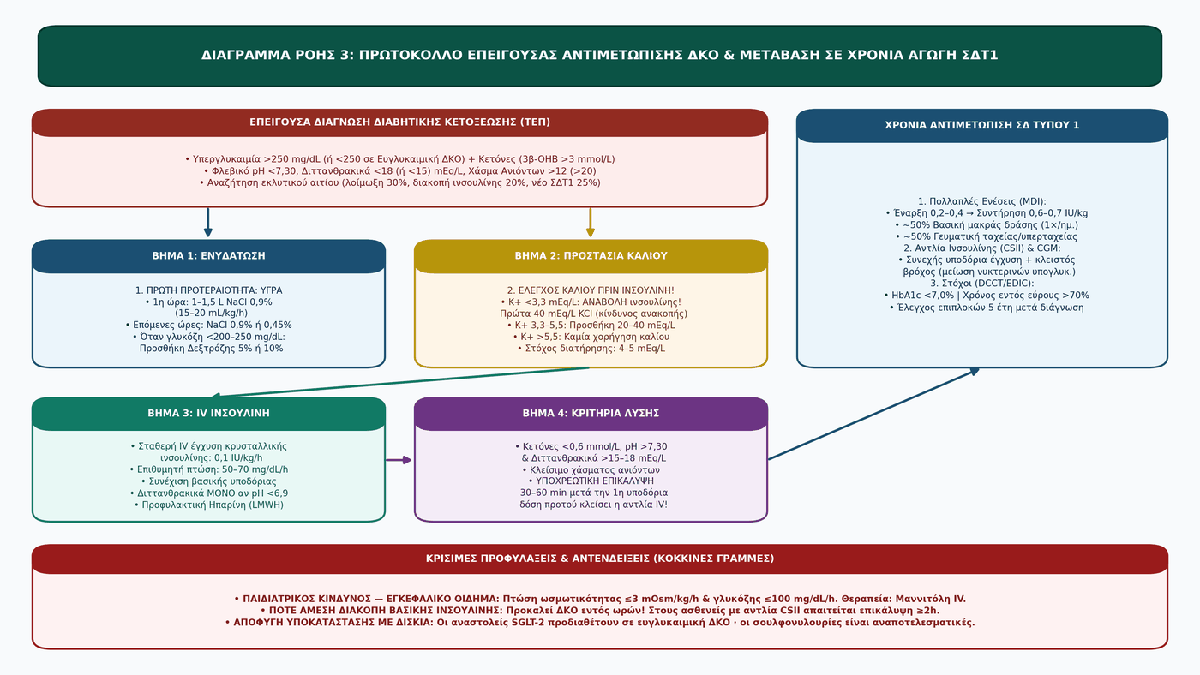 ΔΙΑΓΡΑΜΜΑ ΡΟΗΣ 3: ΠΡΩΤΟΚΟΛΛΟ ΕΠΕΙΓΟΥΣΑΣ ΑΝΤΙΜΕΤΩΠΙΣΗΣ ΔΚΟ & ΜΕΤΑΒΑΣΗ ΣΕ ΧΡΟΝΙΑ ΑΓΩΓΗ ΣΔΤ1
ΕΠΕΙΓΟΥΣΑ ΔΙΑΓΝΩΣΗ ΔΙΑΒΗΤΙΚΗΣ ΚΕΤΟΞΕΩΣΗΣ (ΤΕΠ)
• Υπεργλυκαιμία >250 mg/dL (ή <250 σε Ευγλυκαιμική ΔΚΟ) + Κετόνες (3β-ΟΗΒ >3 mmol/L)
• Φλεβικό pH <7,30, Διττανθρακικά <18 (ή <15) mEq/L, Χάσμα Ανιόντων >12 (>20)
• Αναζήτηση εκλυτικού αιτίου (λοίμωξη 30%, διακοπή ινσουλίνης 20%, νέο ΣΔΤ1 25%)
ΧΡΟΝΙΑ ΑΝΤΙΜΕΤΩΠΙΣΗ ΣΔ ΤΥΠΟΥ 1
1. Πολλαπλές Ενέσεις (MDI):
• Έναρξη 0,2–0,4 → Συντήρηση 0,6–0,7 IU/kg
• ~50% Βασική μακράς δράσης (1×/ημ.)
• ~50% Γευματική ταχείας/υπερταχείας
2. Αντλία Ινσουλίνης (CSII) & CGM:
• Συνεχής υποδόρια έγχυση + κλειστός
βρόχος (μείωση νυκτερινών υπογλυκ.)
3. Στόχοι (DCCT/EDIC):
• HbA1c <7,0% | Χρόνος εντός εύρους >70%
• Έλεγχος επιπλοκών 5 έτη μετά διάγνωση
ΒΗΜΑ 1: ΕΝΥΔΑΤΩΣΗ
1. ΠΡΩΤΗ ΠΡΟΤΕΡΑΙΟΤΗΤΑ: ΥΓΡΑ
• 1η ώρα: 1–1,5 L NaCl 0,9%
(15–20 mL/kg/h)
• Επόμενες ώρες: NaCl 0,9% ή 0,45%
• Όταν γλυκόζη <200–250 mg/dL:
Προσθήκη Δεξτρόζης 5% ή 10%
ΒΗΜΑ 2: ΠΡΟΣΤΑΣΙΑ ΚΑΛΙΟΥ
2. ΕΛΕΓΧΟΣ ΚΑΛΙΟΥ ΠΡΙΝ ΙΝΣΟΥΛΙΝΗ!
• K+ <3,3 mEq/L: ΑΝΑΒΟΛΗ ινσουλίνης!
Πρώτα 40 mEq/L KCl (κίνδυνος ανακοπής)
• K+ 3,3–5,5: Προσθήκη 20–40 mEq/L
• K+ >5,5: Καμία χορήγηση καλίου
• Στόχος διατήρησης: 4–5 mEq/L
ΒΗΜΑ 3: IV ΙΝΣΟΥΛΙΝΗ
• Σταθερή IV έγχυση κρυσταλλικής
ινσουλίνης: 0,1 IU/kg/h
• Επιθυμητή πτώση: 50–70 mg/dL/h
• Συνέχιση βασικής υποδόριας
• Διττανθρακικά ΜΟΝΟ αν pH <6,9
• Προφυλακτική Ηπαρίνη (LMWH)
ΒΗΜΑ 4: ΚΡΙΤΗΡΙΑ ΛΥΣΗΣ
• Κετόνες <0,6 mmol/L, pH >7,30
& Διττανθρακικά >15–18 mEq/L
• Κλείσιμο χάσματος ανιόντων
• ΥΠΟΧΡΕΩΤΙΚΗ ΕΠΙΚΑΛΥΨΗ
30–60 min μετά την 1η υποδόρια
δόση προτού κλείσει η αντλία IV!
ΚΡΙΣΙΜΕΣ ΠΡΟΦΥΛΑΞΕΙΣ & ΑΝΤΕΝΔΕΙΞΕΙΣ (ΚΟΚΚΙΝΕΣ ΓΡΑΜΜΕΣ)
• ΠΑΙΔΙΑΤΡΙΚΟΣ ΚΙΝΔΥΝΟΣ — ΕΓΚΕΦΑΛΙΚΟ ΟΙΔΗΜΑ: Πτώση ωσμωτικότητας ≤3 mOsm/kg/h & γλυκόζης ≤100 mg/dL/h. Θεραπεία: Μαννιτόλη IV.
• ΠΟΤΕ ΑΜΕΣΗ ΔΙΑΚΟΠΗ ΒΑΣΙΚΗΣ ΙΝΣΟΥΛΙΝΗΣ: Προκαλεί ΔΚΟ εντός ωρών! Στους ασθενείς με αντλία CSII απαιτείται επικάλυψη ≥2h.
• ΑΠΟΦΥΓΗ ΥΠΟΚΑΤΑΣΤΑΣΗΣ ΜΕ ΔΙΣΚΙΑ: Οι αναστολείς SGLT-2 προδιαθέτουν σε ευγλυκαιμική ΔΚΟ · οι σουλφονυλουρίες είναι αναποτελεσματικές.